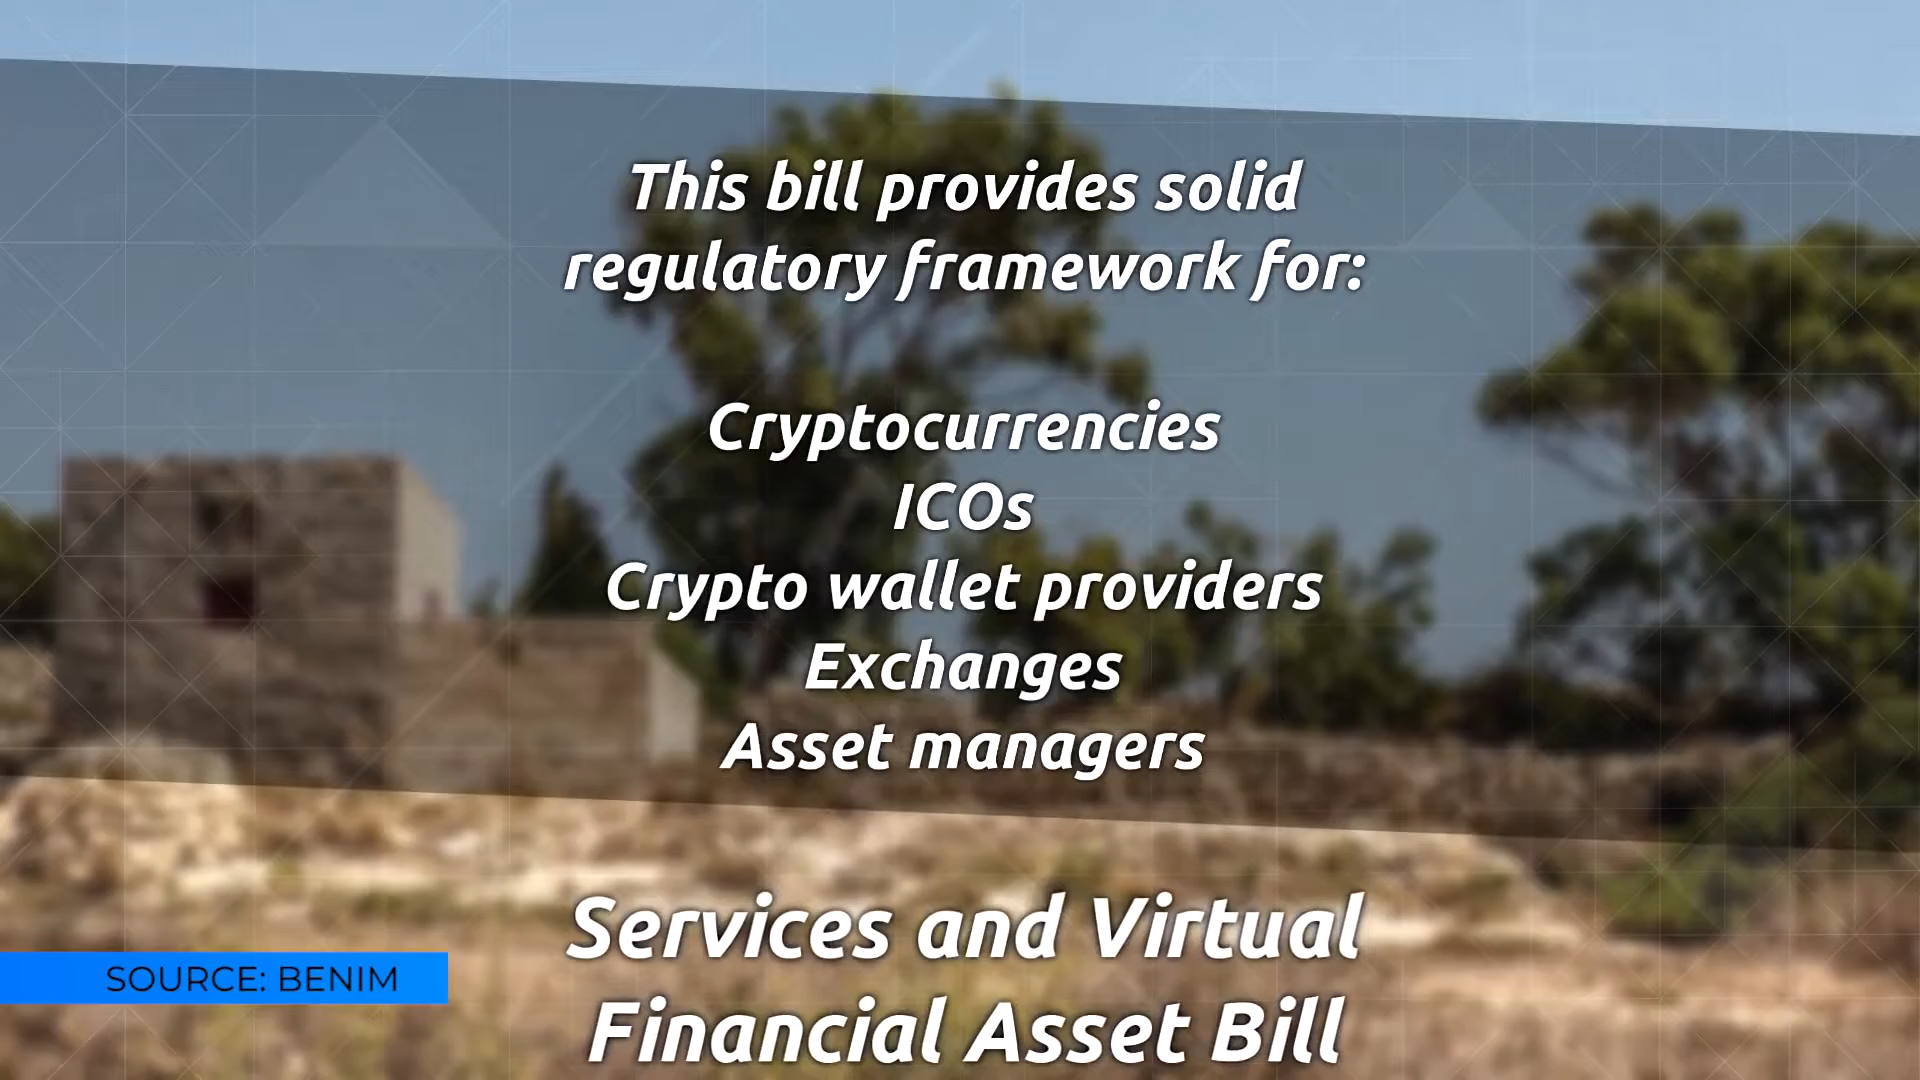 This bill provides solid
regulatory framework for:
Cryptocurrencies
ICOs
Crypto wallet providers
Exchanges
Asset managers
Services and Virtual
Financial Asset Bill
SOURCE: BENIM